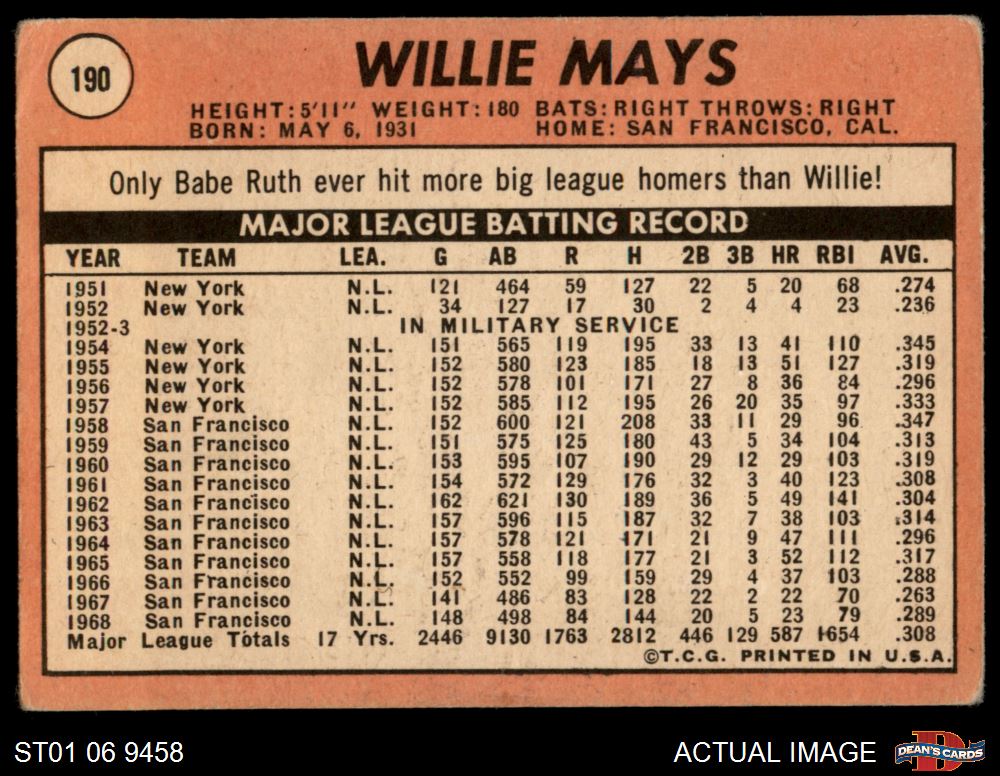 190
WILLIE MAYS
HEIGHT: 5'11" WEIGHT: 180 BATS: RIGHT THROWS: RIGHT
BORN: MAY 6, 1931 HOME: SAN FRANCISCO, CAL.
Only Babe Ruth ever hit more big league homers than Willie!
MAJOR LEAGUE BATTING RECORD
YEAR TEAM LEA. G AB R H 2B 3B HR RBI AVG.
1951 New York N.L. 121 464 59 127 22 5 20 68 .274
1952 New York N.L. 34 127 17 30 2 4 4 23 .236
1952-3 IN MILITARY SERVICE
1954 New York N.L. 151 565 119 195 33 13 41 110 .345
1955 New York N.L. 152 580 123 185 18 13 51 127 .319
1956 New York N.L. 152 578 101 171 27 8 36 84 .296
1957 New York N.L. 152 585 112 195 26 20 35 97 .333
1958 San Francisco N.L. 152 600 121 208 33 11 29 96 .347
1959 San Francisco N.L. 151 575 125 180 43 5 34 104 .313
1960 San Francisco N.L. 153 595 107 190 29 12 29 103 .319
1961 San Francisco N.L. 154 572 129 176 32 3 40 123 .308
1962 San Francisco N.L. 162 621 130 189 36 5 49 141 .304
1963 San Francisco N.L. 157 596 115 187 32 7 38 103 .314
1964 San Francisco N.L. 157 578 121 171 21 9 47 111 .296
1965 San Francisco N.L. 157 558 118 177 21 3 52 112 .317
1966 San Francisco N.L. 152 552 99 159 29 4 37 103 .288
1967 San Francisco N.L. 141 486 83 128 22 2 22 70 .263
1968 San Francisco N.L. 148 498 84 144 20 5 23 79 .289
Major League Totals 17 Yrs. 2446 9130 1763 2812 446 129 587 1654 .308
©T.C.G. PRINTED IN U.S.A.
ST01 06 9458 ACTUAL IMAGE D DEAN'S CARDS